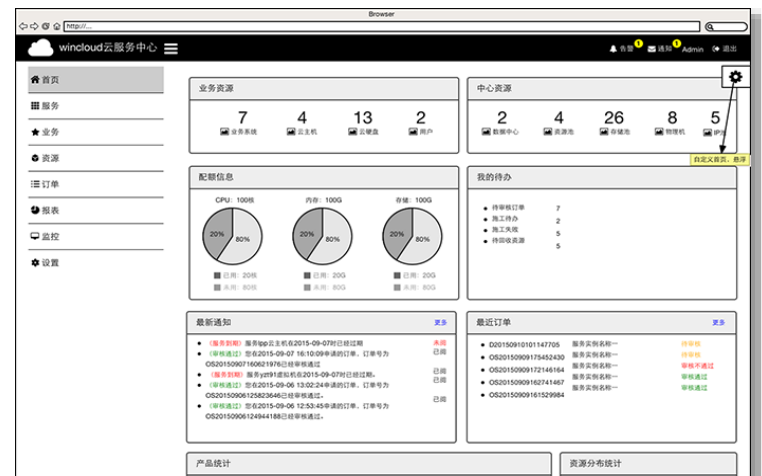 Browser
http://...
wincloud云服务中心
告警 1 通知 1 Admin 退出
首页
服务
业务
资源
订单
报表
监控
设置
业务资源
7 4 13 2
业务系统 云主机 云硬盘 用户
中心资源
2 4 26 8 5
数据中心 资源池 存储池 物理机 IP池
自定义首页，悬浮
配额信息
CPU：100核 内存：100G 存储：100G
20% 80% 20% 80% 20% 80%
已用：20核 已用：20G 已用：20G
未用：80核 未用：80G 未用：80G
我的待办
待审核订单 7
施工待办 2
施工失败 5
待回收资源 5
最新通知 更多
（服务到期）服务lpp云主机在2015-09-07时已经过期 未阅
（审核通过）您在2015-09-07 16:10:09申请的订单，订单号为 已阅
OS20150907160621976已经审核通过
（服务到期）服务yzt91虚拟机在2015-09-07时已经过期。 已阅
（审核通过）您在2015-09-06 13:02:24申请的订单，订单号为 已阅
OS20150906125823646已经审核通过。
（审核通过）您在2015-09-06 12:53:45申请的订单，订单号为 已阅
OS20150906124944188已经审核通过。
最近订单 更多
D20150910101147705 服务实例名称一 待审核
OS20150909175452430 服务实例名称一 待审核
OS20150909172146164 服务实例名称一 审核不通过
OS20150909162741467 服务实例名称一 审核通过
OS20150909161529984 服务实例名称一 审核通过
产品统计
资源分布统计